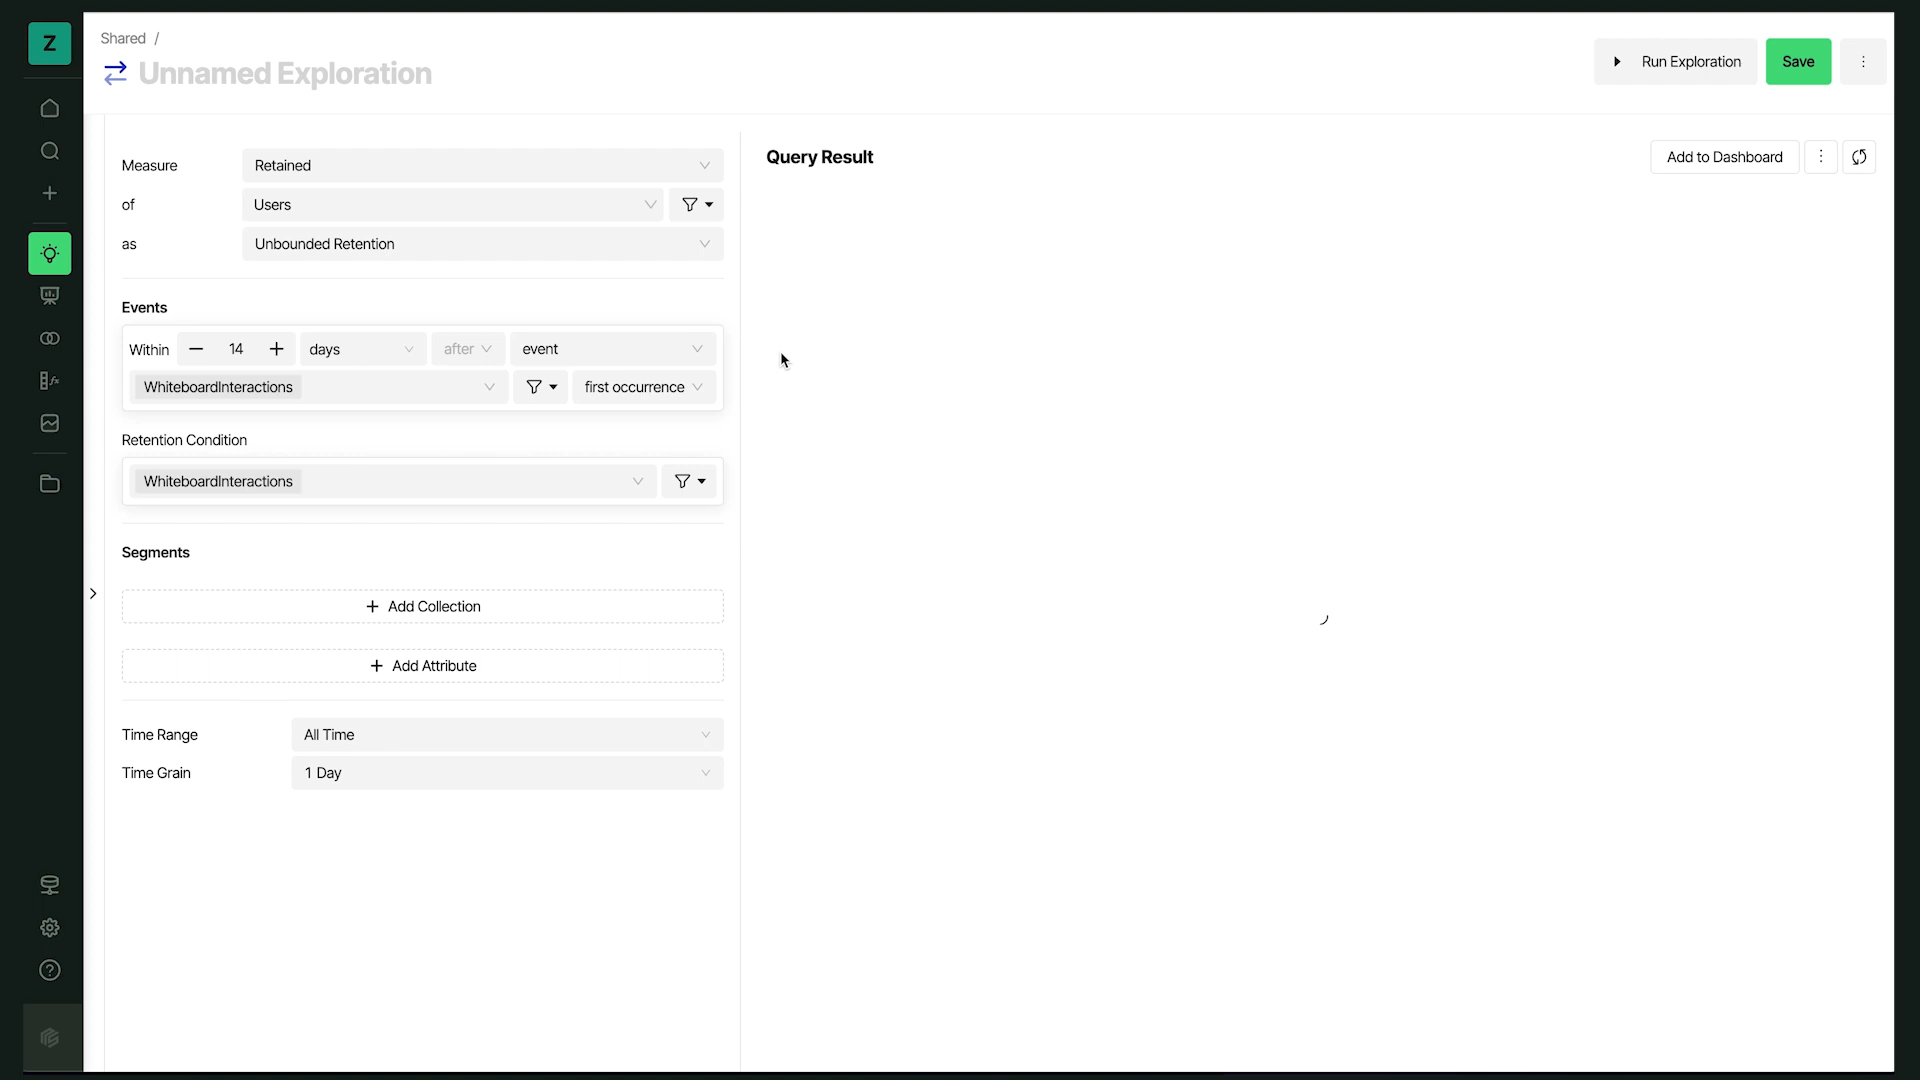 Z
Shared /
Unnamed Exploration
Run Exploration
Save
Measure
Retained
of
Users
as
Unbounded Retention
Query Result
Add to Dashboard
Events
Within
14
days
after
event
WhiteboardInteractions
first occurrence
Retention Condition
WhiteboardInteractions
Segments
Add Collection
Add Attribute
Time Range
All Time
Time Grain
1 Day